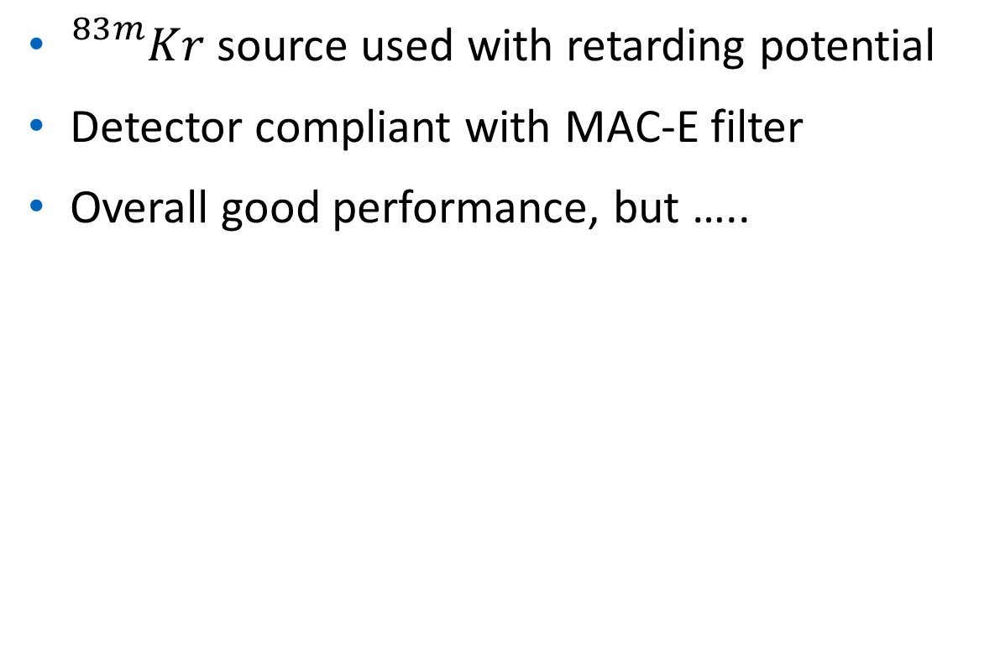 • ⁸³ᵐKr source used with retarding potential
• Detector compliant with MAC-E filter
• Overall good performance, but …..